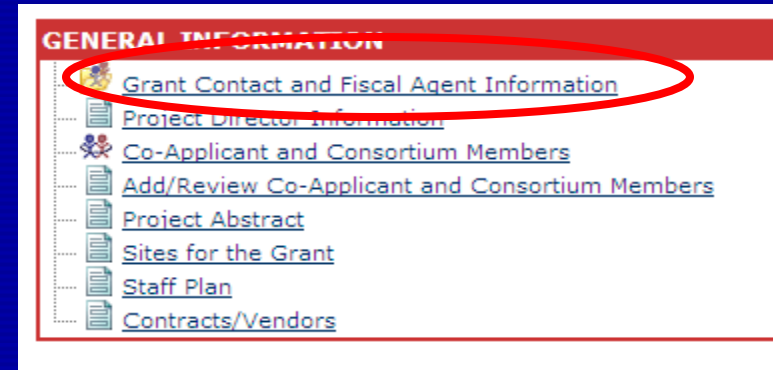 GENERAL INFORMATION
Grant Contact and Fiscal Agent Information
Project Director Information
Co-Applicant and Consortium Members
Add/Review Co-Applicant and Consortium Members
Project Abstract
Sites for the Grant
Staff Plan
Contracts/Vendors